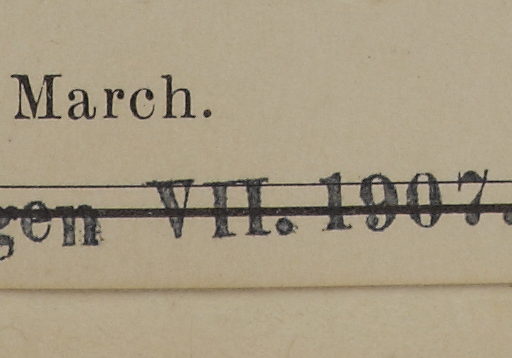 March.
gen VII. 1907.